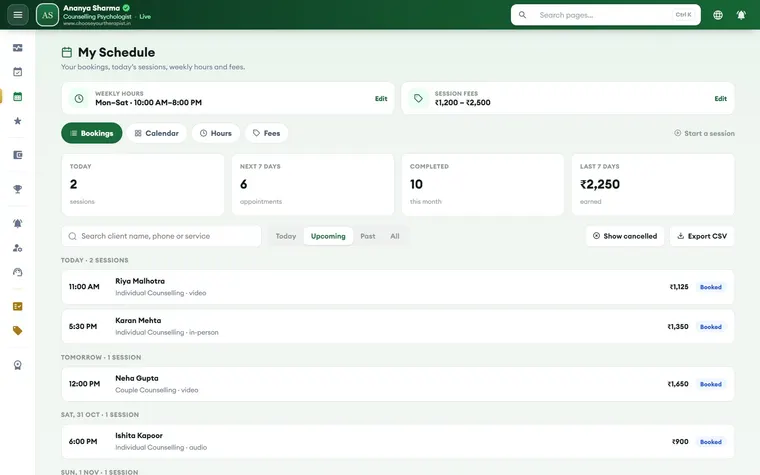 AS
Ananya Sharma
Counselling Psychologist · Live
www.chooseyourtherapist.in
Search pages...
Ctrl K
My Schedule
Your bookings, today's sessions, weekly hours and fees.
WEEKLY HOURS
Mon–Sat · 10:00 AM–8:00 PM
Edit
SESSION FEES
₹1,200 – ₹2,500
Edit
Bookings
Calendar
Hours
Fees
Start a session
TODAY
2
sessions
NEXT 7 DAYS
6
appointments
COMPLETED
10
this month
LAST 7 DAYS
₹2,250
earned
Search client name, phone or service
Today
Upcoming
Past
All
Show cancelled
Export CSV
TODAY · 2 SESSIONS
11:00 AM
Riya Malhotra
Individual Counselling · video
₹1,125
Booked
5:30 PM
Karan Mehta
Individual Counselling · in-person
₹1,350
Booked
TOMORROW · 1 SESSION
12:00 PM
Neha Gupta
Couple Counselling · video
₹1,650
Booked
SAT, 31 OCT · 1 SESSION
6:00 PM
Ishita Kapoor
Individual Counselling · audio
₹900
Booked
SUN, 1 NOV · 1 SESSION